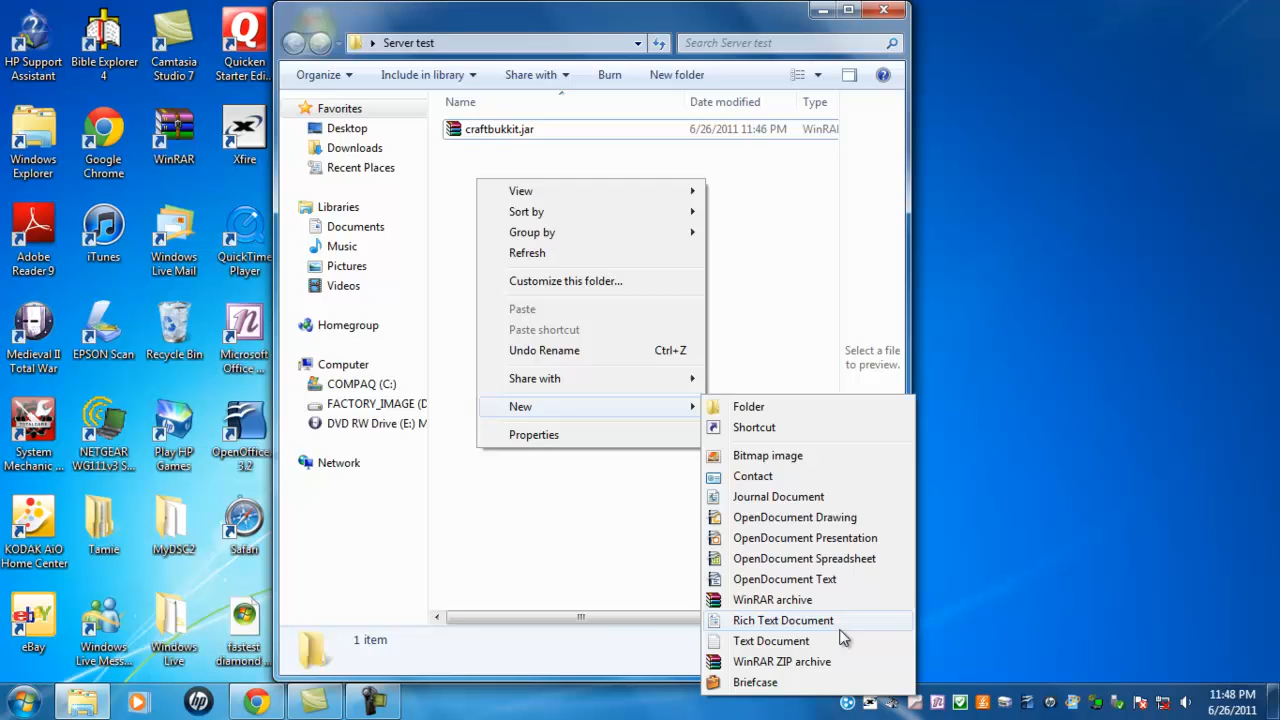 HP Support
Assistant
Bible Explorer
4
Camtasia
Studio 7
Quicken
Starter Edi...
Windows
Explorer
Google
Chrome
WinRAR
Xfire
Adobe
Reader 9
iTunes
Windows
Live Mail
QuickTime
Player
Medieval II
Total War
EPSON Scan
Recycle Bin
Microsoft
Office ...
System
Mechanic ...
NETGEAR
WG111v3 S...
Play HP
Games
OpenOffice....
3.2
KODAK AiO
Home Center
Tamie
MyDSC2
Safari
eBay
Windows
Live Mess...
Windows
Live
fastest
diamond ...
Server test
Search Server test
Organize
Include in library
Share with
Burn
New folder
Favorites
Desktop
Downloads
Recent Places
Libraries
Documents
Music
Pictures
Videos
Homegroup
Computer
COMPAQ (C:)
FACTORY_IMAGE (D
DVD RW Drive (E:) M
Network
Name
Date modified
Type
craftbukkit.jar
6/26/2011 11:46 PM
WinRA
Select a file
to preview.
View
Sort by
Group by
Refresh
Customize this folder...
Paste
Paste shortcut
Undo Rename Ctrl+Z
Share with
New
Properties
Folder
Shortcut
Bitmap image
Contact
Journal Document
OpenDocument Drawing
OpenDocument Presentation
OpenDocument Spreadsheet
OpenDocument Text
WinRAR archive
Rich Text Document
Text Document
WinRAR ZIP archive
Briefcase
1 item
11:48 PM
6/26/2011